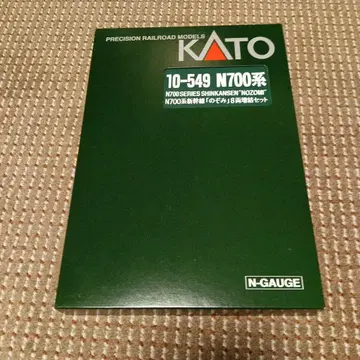 PRECISION RAILROAD MODELS
KATO
10-549 N700系
N700 SERIES SHINKANSEN "NOZOMI"
N700系新幹線「のぞみ」8両増結セット
N-GAUGE